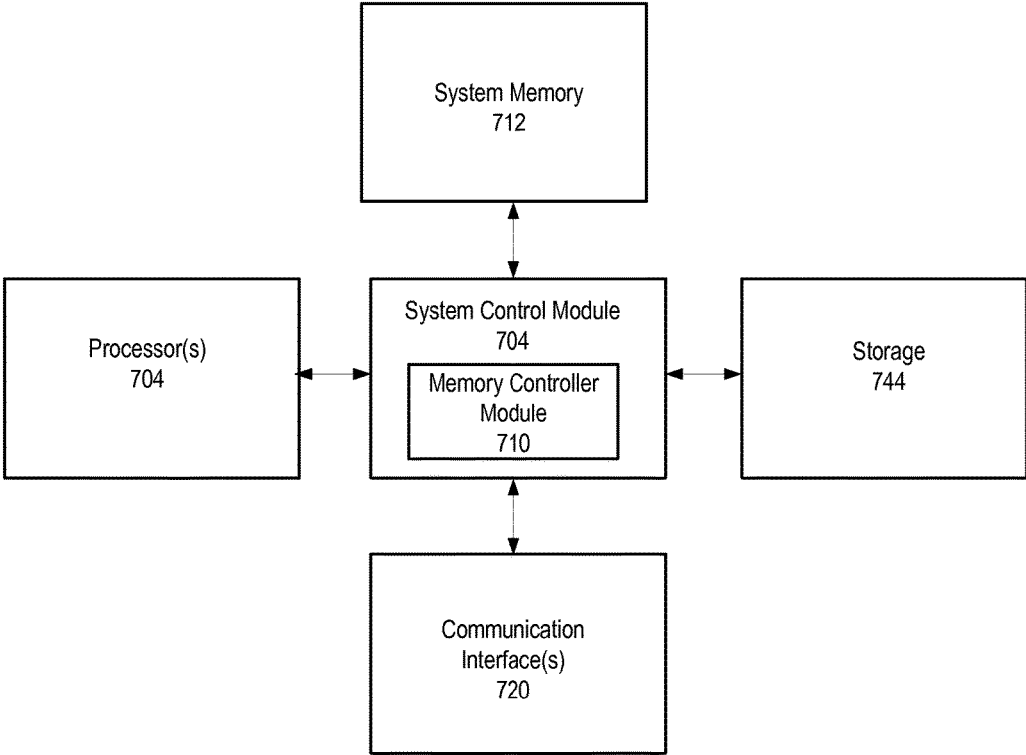 System Memory
712
Processor(s)
704
System Control Module
704
Memory Controller
Module
710
Storage
744
Communication
Interface(s)
720